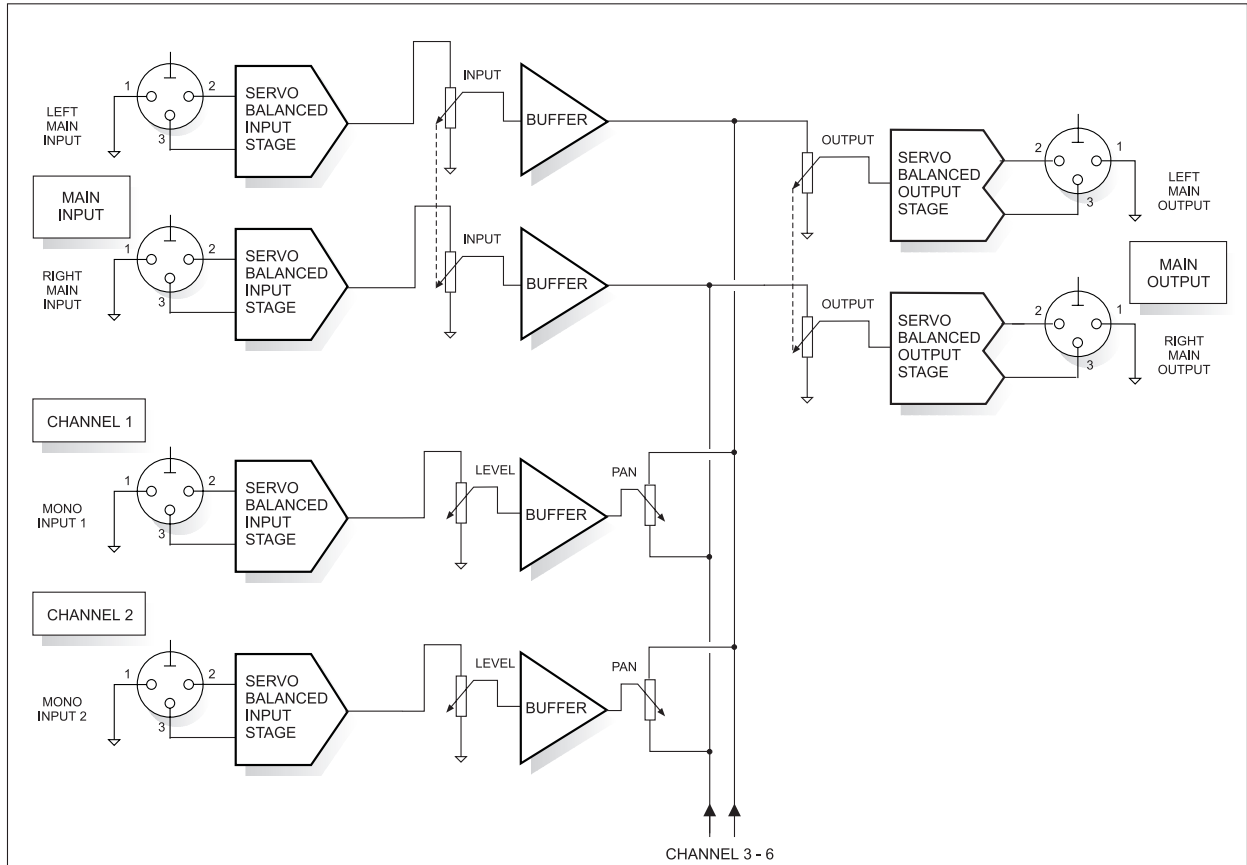 1
2
3
LEFT
MAIN
INPUT
SERVO
BALANCED
INPUT
STAGE
INPUT
BUFFER
OUTPUT
SERVO
BALANCED
OUTPUT
STAGE
2
1
3
LEFT
MAIN
OUTPUT
MAIN
INPUT
1
2
3
RIGHT
MAIN
INPUT
SERVO
BALANCED
INPUT
STAGE
INPUT
BUFFER
MAIN
OUTPUT
OUTPUT
SERVO
BALANCED
OUTPUT
STAGE
2
1
3
RIGHT
MAIN
OUTPUT
CHANNEL 1
1
2
3
MONO
INPUT 1
SERVO
BALANCED
INPUT
STAGE
LEVEL
BUFFER
PAN
CHANNEL 2
1
2
3
MONO
INPUT 2
SERVO
BALANCED
INPUT
STAGE
LEVEL
BUFFER
PAN
CHANNEL 3 - 6